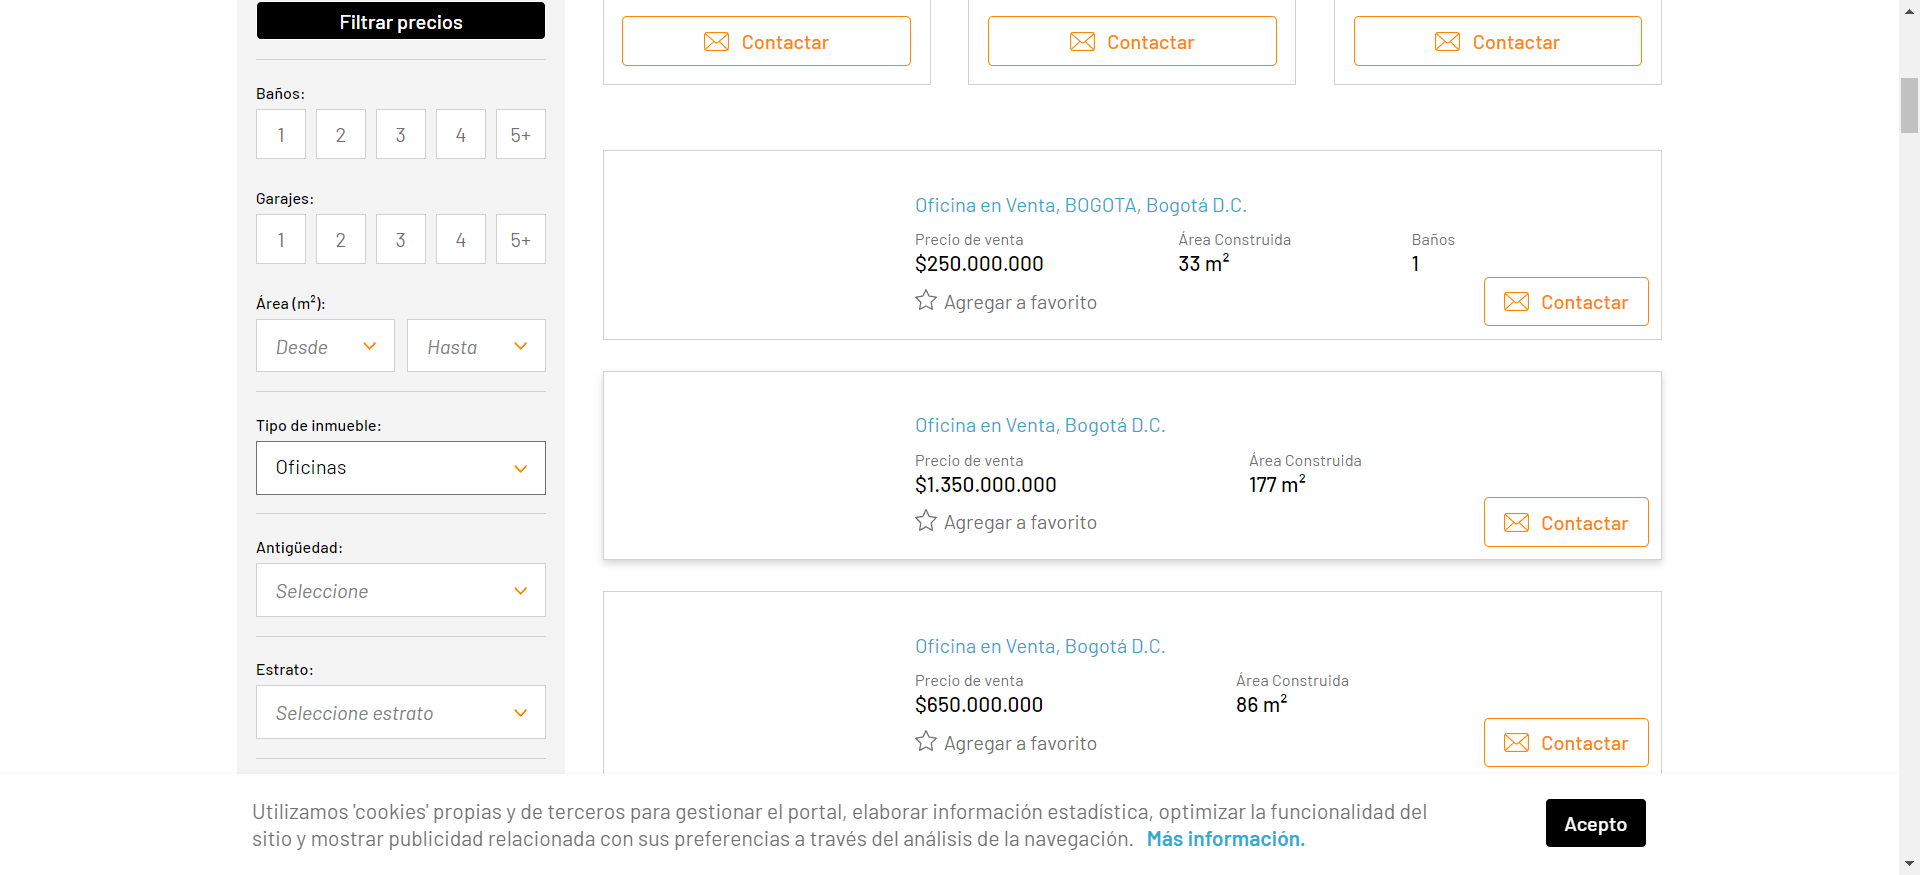 Filtrar precios
Baños:
1 2 3 4 5+
Garajes:
1 2 3 4 5+
Área (m²):
Desde Hasta
Tipo de inmueble:
Oficinas
Antigüedad:
Seleccione
Estrato:
Seleccione estrato
Contactar Contactar Contactar
Oficina en Venta, BOGOTA, Bogotá D.C.
Precio de venta Área Construida Baños
$250.000.000 33 m² 1
Agregar a favorito
Contactar
Oficina en Venta, Bogotá D.C.
Precio de venta Área Construida
$1.350.000.000 177 m²
Agregar a favorito
Contactar
Oficina en Venta, Bogotá D.C.
Precio de venta Área Construida
$650.000.000 86 m²
Agregar a favorito
Contactar
Utilizamos 'cookies' propias y de terceros para gestionar el portal, elaborar información estadística, optimizar la funcionalidad del
sitio y mostrar publicidad relacionada con sus preferencias a través del análisis de la navegación. Más información.
Acepto